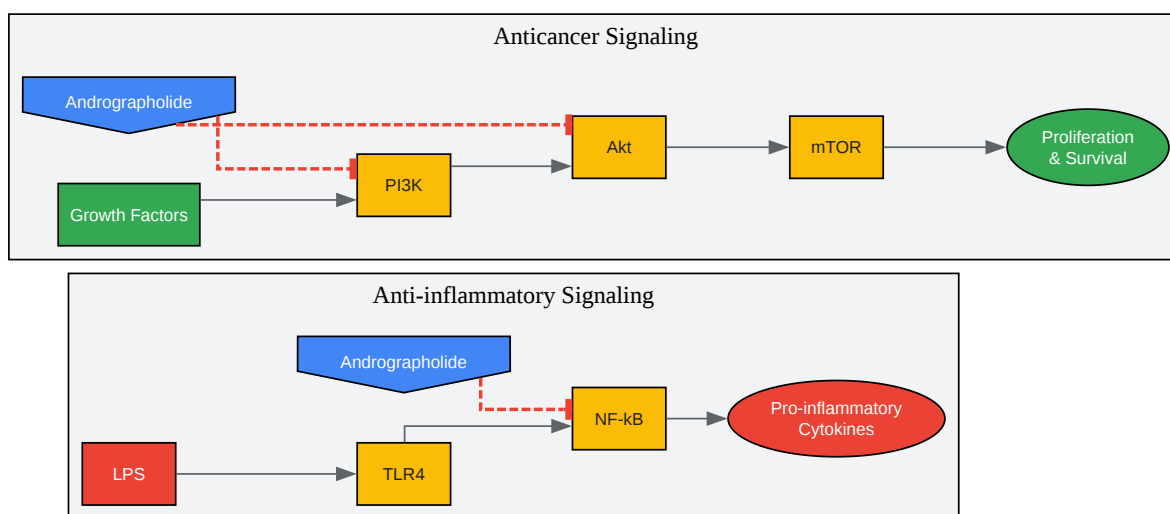 Anticancer Signaling
Andrographolide
Growth Factors
PI3K
Akt
mTOR
Proliferation
& Survival
Anti-inflammatory Signaling
Andrographolide
LPS
TLR4
NF-kB
Pro-inflammatory
Cytokines